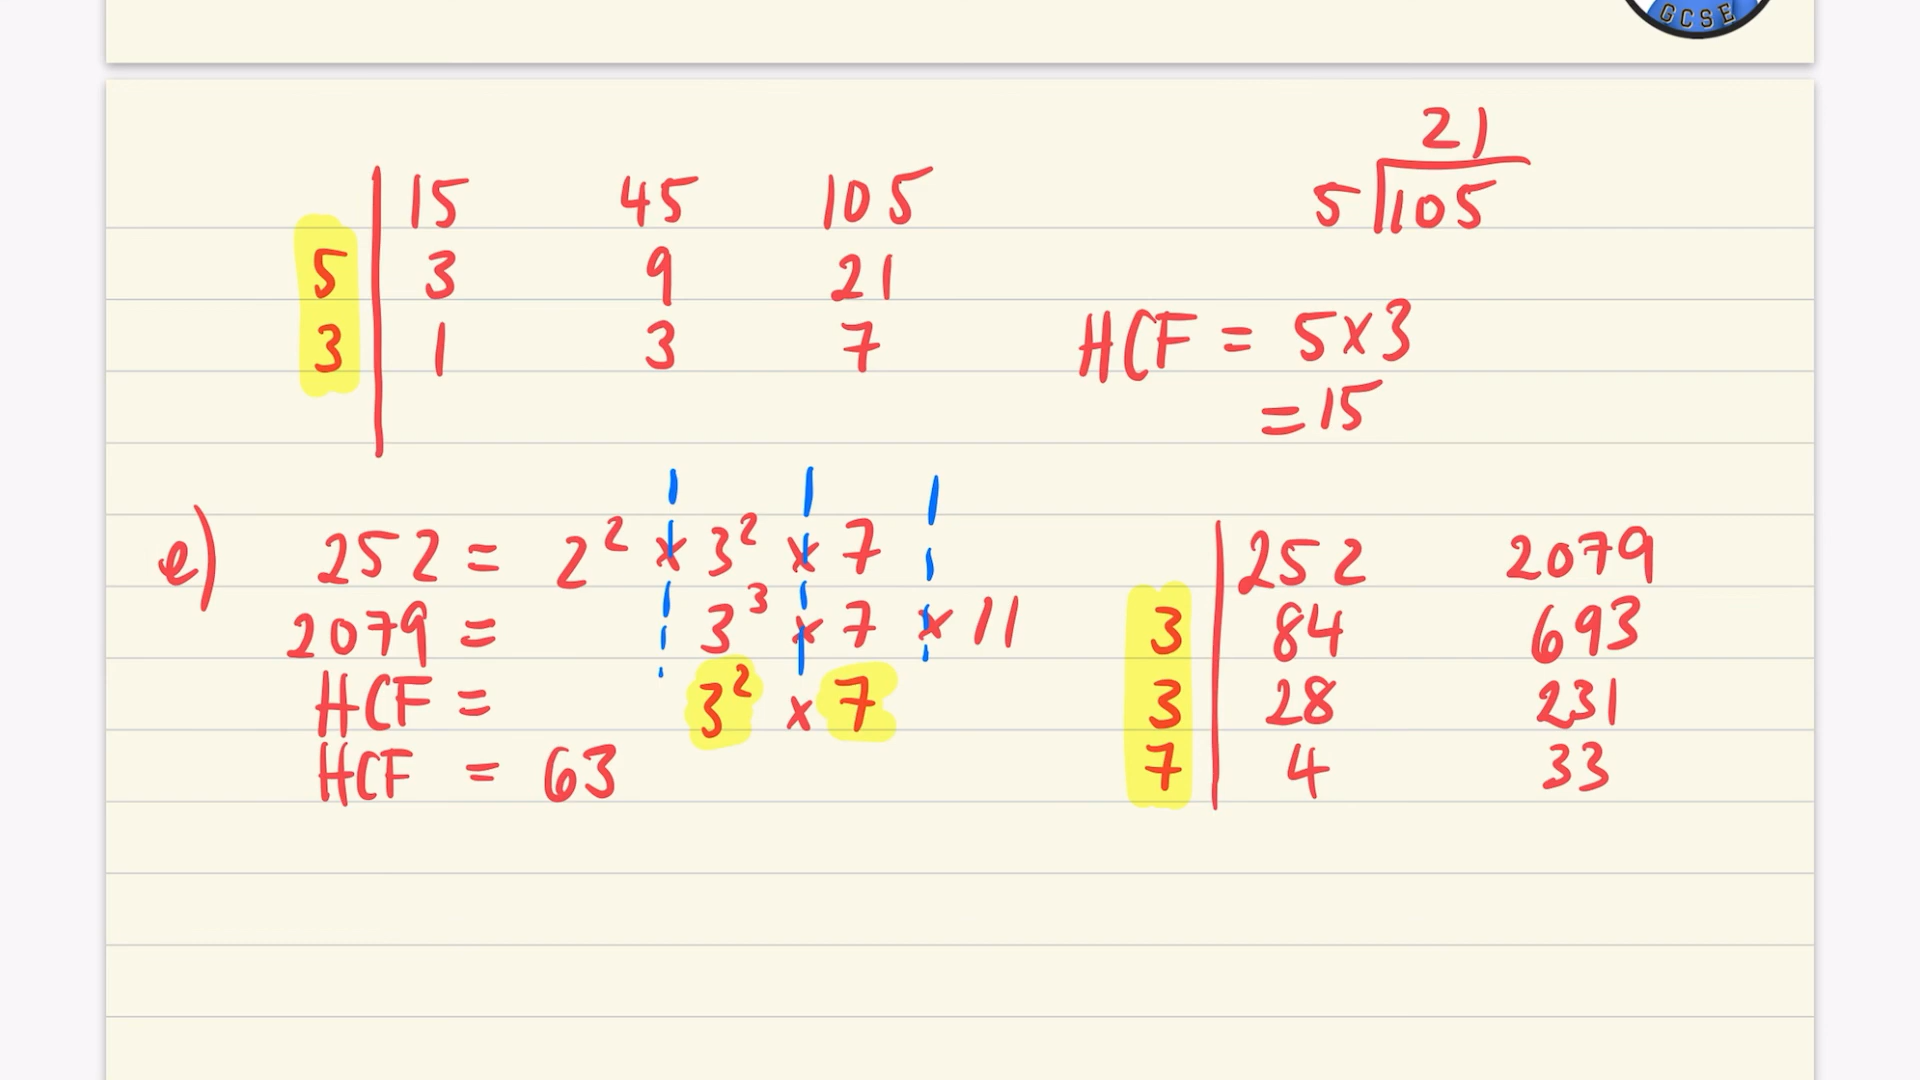 GCSE
15 45 105
5 3 9 21
3 1 3 7
21
5 105
HCF = 5×3
= 15
e) 252 = 2² × 3² × 7
2079 = 3³ × 7 × 11
HCF = 3² × 7
HCF = 63
252 2079
3 84 693
3 28 231
7 4 33